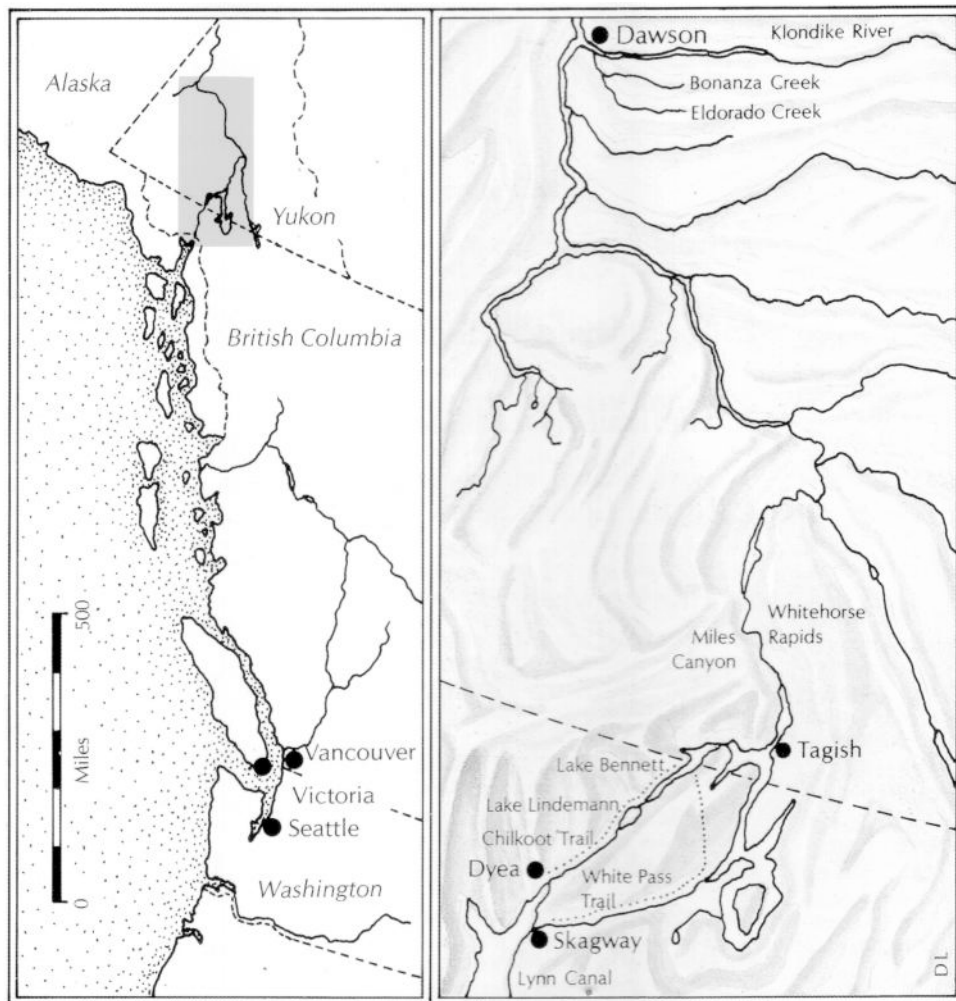 Alaska
Yukon
British Columbia
500
Miles
0
Vancouver
Victoria
Seattle
Washington
Dawson
Klondike River
Bonanza Creek
Eldorado Creek
Whitehorse
Rapids
Miles
Canyon
Tagish
Lake Bennett
Lake Lindemann
Chilkoot Trail
Dyea
White Pass
Trail
Skagway
Lynn Canal
DL